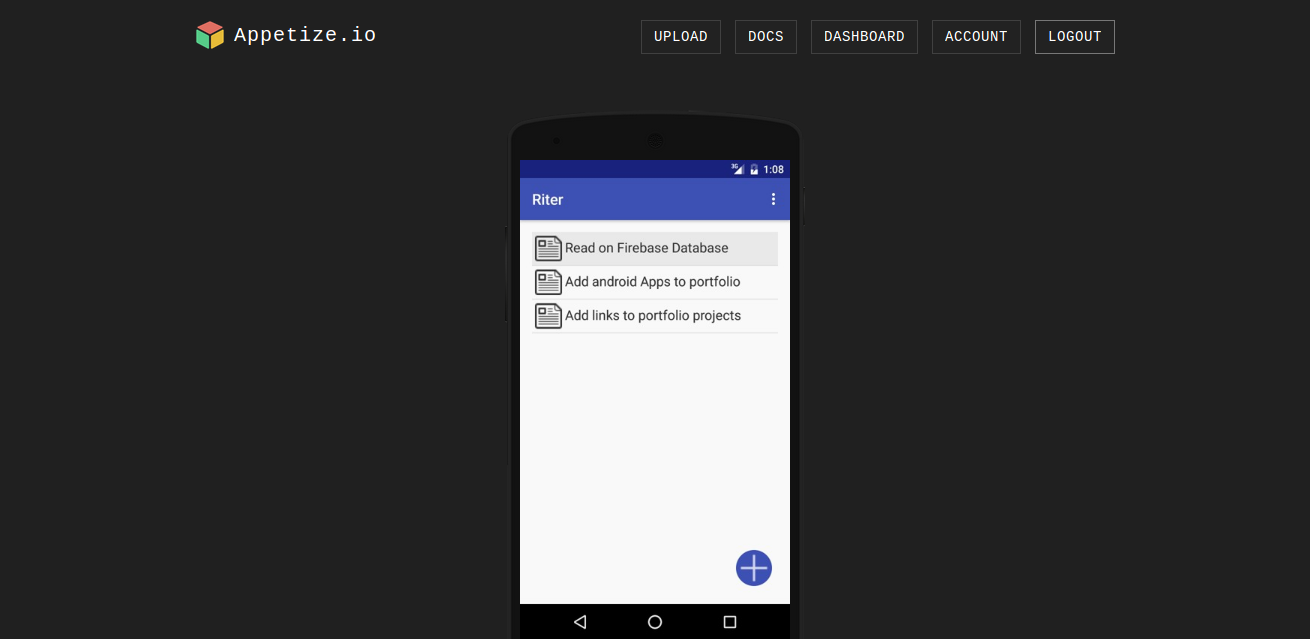 Appetize.io
UPLOAD DOCS DASHBOARD ACCOUNT LOGOUT
3G 1:08
Riter
Read on Firebase Database
Add android Apps to portfolio
Add links to portfolio projects